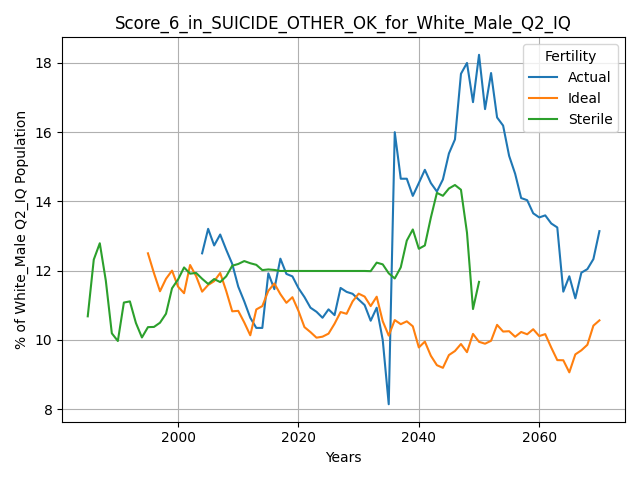 Score_6_in_SUICIDE_OTHER_OK_for_White_Male_Q2_IQ
% of White_Male Q2_IQ Population
18
16
14
12
10
8
2000 2020 2040 2060
Years
Fertility
Actual
Ideal
Sterile